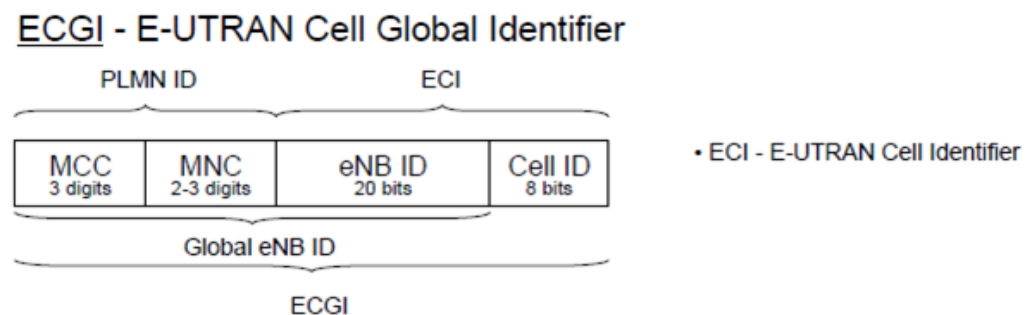 ECGI - E-UTRAN Cell Global Identifier
PLMN ID ECI
MCC MNC eNB ID Cell ID
3 digits 2-3 digits 20 bits 8 bits
• ECI - E-UTRAN Cell Identifier
Global eNB ID
ECGI